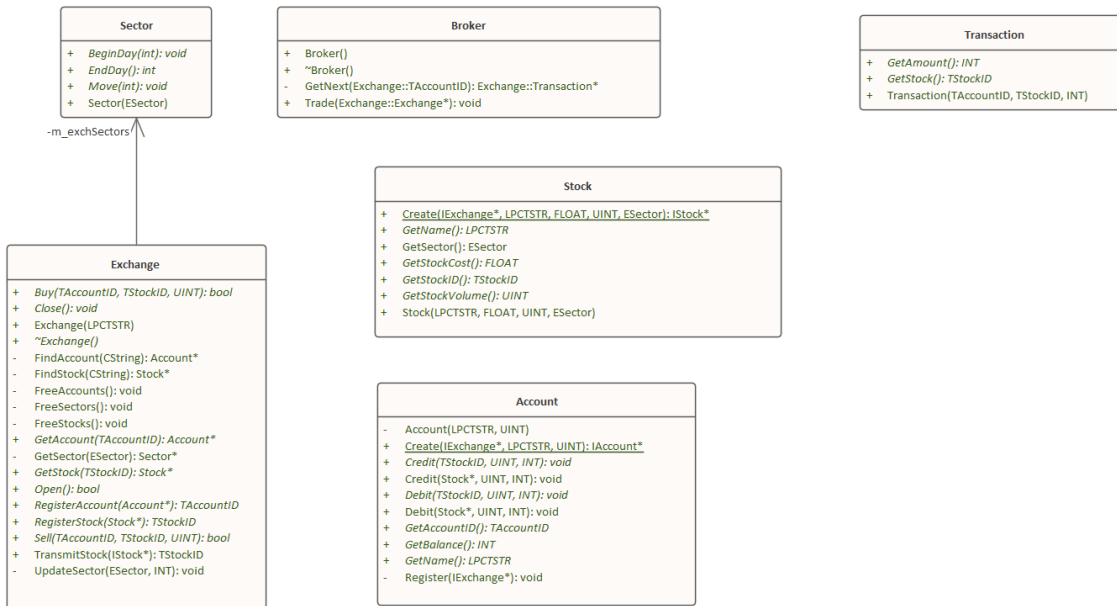 Sector
+ BeginDay(int): void
+ EndDay(): int
+ Move(int): void
+ Sector(ESector)
Broker
+ Broker()
+ ~Broker()
- GetNext(Exchange::TAccountID): Exchange::Transaction*
+ Trade(Exchange::Exchange*): void
Transaction
+ GetAmount(): INT
+ GetStock(): TStockID
+ Transaction(TAccountID, TStockID, INT)
-m_exchSectors
Stock
+ Create(IExchange*, LPCTSTR, FLOAT, UINT, ESector): IStock*
+ GetName(): LPCTSTR
+ GetSector(): ESector
+ GetStockCost(): FLOAT
+ GetStockID(): TStockID
+ GetStockVolume(): UINT
+ Stock(LPCTSTR, FLOAT, UINT, ESector)
Exchange
+ Buy(TAccountID, TStockID, UINT): bool
+ Close(): void
+ Exchange(LPCTSTR)
+ ~Exchange()
- FindAccount(CString): Account*
- FindStock(CString): Stock*
- FreeAccounts(): void
- FreeSectors(): void
- FreeStocks(): void
+ GetAccount(TAccountID): Account*
- GetSector(ESector): Sector*
+ GetStock(TStockID): Stock*
+ Open(): bool
+ RegisterAccount(Account*): TAccountID
+ RegisterStock(Stock*): TStockID
+ Sell(TAccountID, TStockID, UINT): bool
+ TransmitStock(IStock*): TStockID
- UpdateSector(ESector, INT): void
Account
- Account(LPCTSTR, UINT)
+ Create(IExchange*, LPCTSTR, UINT): IAccount*
+ Credit(TStockID, UINT, INT): void
+ Credit(Stock*, UINT, INT): void
+ Debit(TStockID, UINT, INT): void
+ Debit(Stock*, UINT, INT): void
+ GetAccountID(): TAccountID
+ GetBalance(): INT
+ GetName(): LPCTSTR
- Register(IExchange*): void